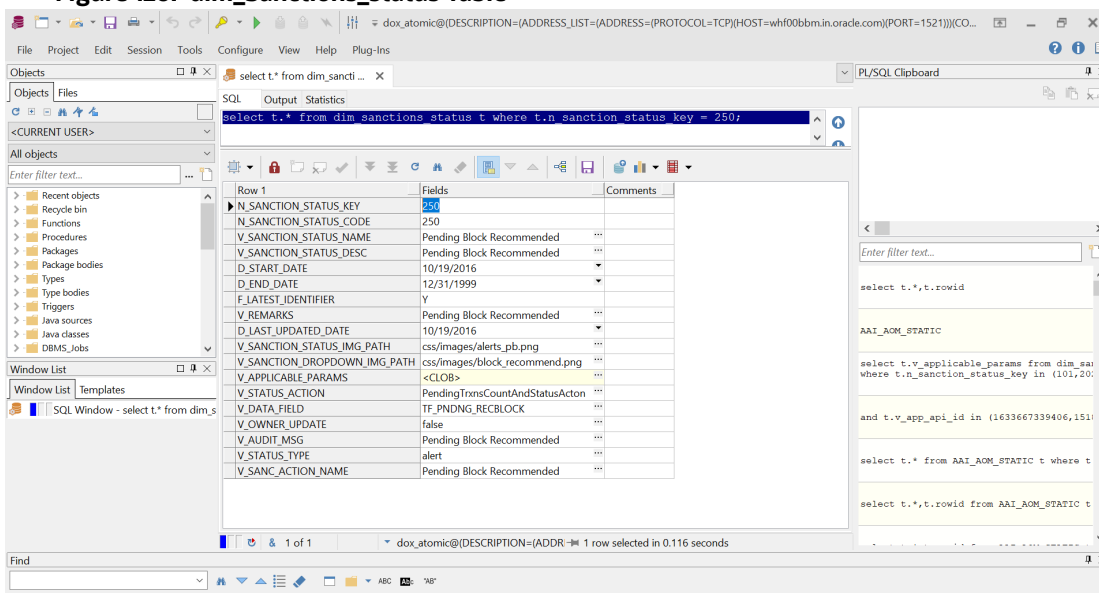 dox_atomic@(DESCRIPTION=(ADDRESS_LIST=(ADDRESS=(PROTOCOL=TCP)(HOST=whf00bbm.in.oracle.com)(PORT=1521)))(CO...
File Project Edit Session Tools Configure View Help Plug-Ins
Objects
select t.* from dim_sancti ...
PL/SQL Clipboard
Objects Files
SQL Output Statistics
select t.* from dim_sanctions_status t where t.n_sanction_status_key = 250;
<CURRENT USER>
All objects
Enter filter text...
Recent objects
Recycle bin
Functions
Procedures
Packages
Package bodies
Types
Type bodies
Triggers
Java sources
Java classes
DBMS_Jobs
Window List
Window List Templates
SQL Window - select t.* from dim_s
Row 1 Fields Comments
N_SANCTION_STATUS_KEY 250
N_SANCTION_STATUS_CODE 250
V_SANCTION_STATUS_NAME Pending Block Recommended
V_SANCTION_STATUS_DESC Pending Block Recommended
D_START_DATE 10/19/2016
D_END_DATE 12/31/1999
F_LATEST_IDENTIFIER Y
V_REMARKS Pending Block Recommended
D_LAST_UPDATED_DATE 10/19/2016
V_SANCTION_STATUS_IMG_PATH css/images/alerts_pb.png
V_SANCTION_DROPDOWN_IMG_PATH css/images/block_recommend.png
V_APPLICABLE_PARAMS <CLOB>
V_STATUS_ACTION PendingTrxnsCountAndStatusActon
V_DATA_FIELD TF_PNDNG_RECBLOCK
V_OWNER_UPDATE false
V_AUDIT_MSG Pending Block Recommended
V_STATUS_TYPE alert
V_SANC_ACTION_NAME Pending Block Recommended
& 1 of 1 dox_atomic@(DESCRIPTION=(ADDR 1 row selected in 0.116 seconds
Enter filter text...
select t.*,t.rowid
AAI_AOM_STATIC
select t.v_applicable_params from dim_sa
where t.n_sanction_status_key in (101,20
and t.v_app_api_id in (1633667339406,151
select t.* from AAI_AOM_STATIC t where t
select t.*,t.rowid from AAI_AOM_STATIC t
Find
ABC ABc "AB"